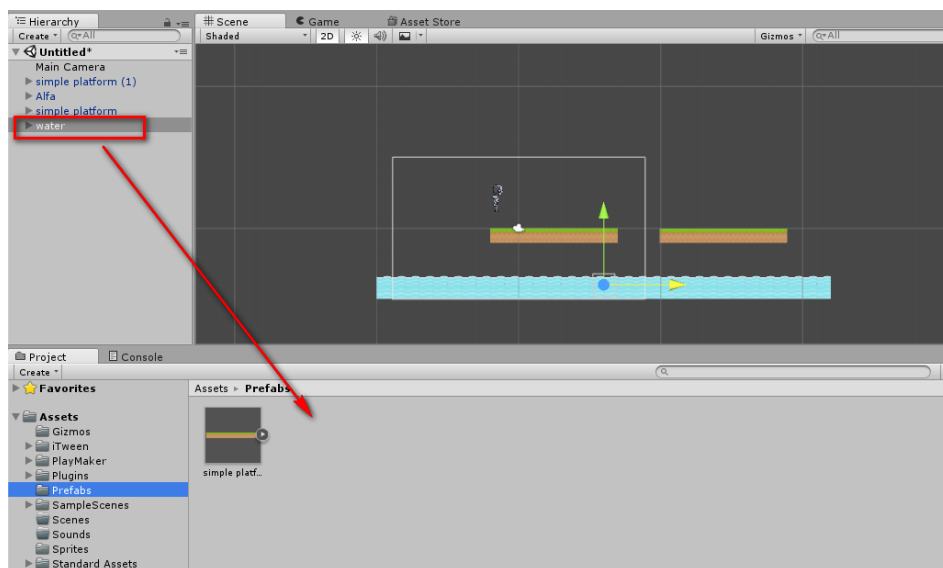 Hierarchy
Create
All
Untitled*
Main Camera
simple platform (1)
Alfa
simple platform
water
Scene
Game
Asset Store
Shaded
2D
Gizmos
All
Project
Console
Create
Favorites
Assets
Gizmos
iTween
PlayMaker
Plugins
Prefabs
SampleScenes
Scenes
Sounds
Sprites
Standard Assets
Assets ▸ Prefabs
simple platf...